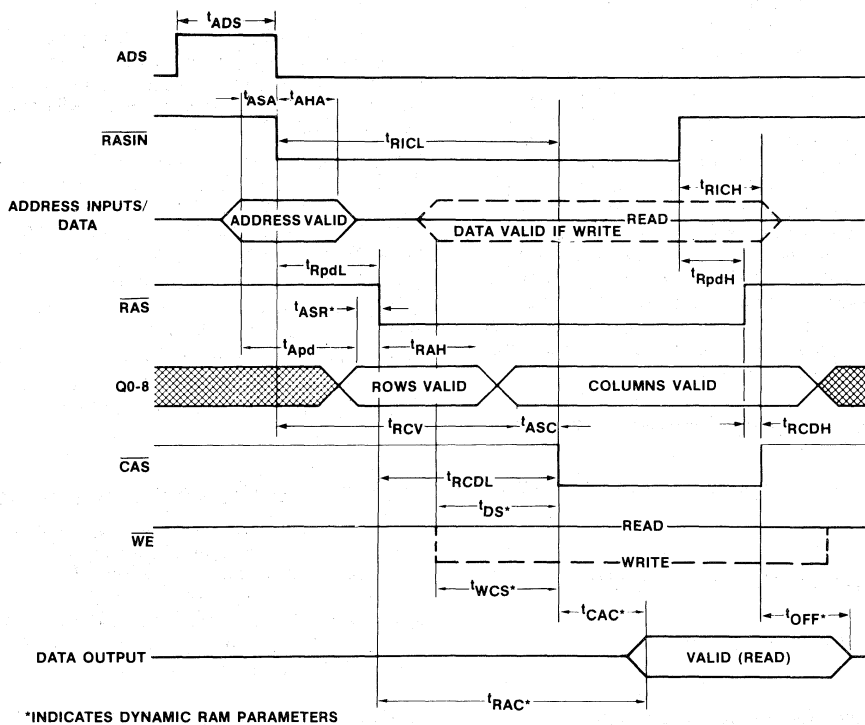 tADS
ADS
tASA tAHA
RASIN
tRICL
tRICH
ADDRESS INPUTS/
DATA
ADDRESS VALID
READ
DATA VALID IF WRITE
tRpdL
tRpdH
RAS
tASR*
tApd
tRAH
Q0-8
ROWS VALID
COLUMNS VALID
tRCV
tASC
tRCDH
CAS
tRCDL
tDS*
WE
READ
WRITE
tWCS*
tCAC*
tOFF*
DATA OUTPUT
VALID (READ)
tRAC*
*INDICATES DYNAMIC RAM PARAMETERS